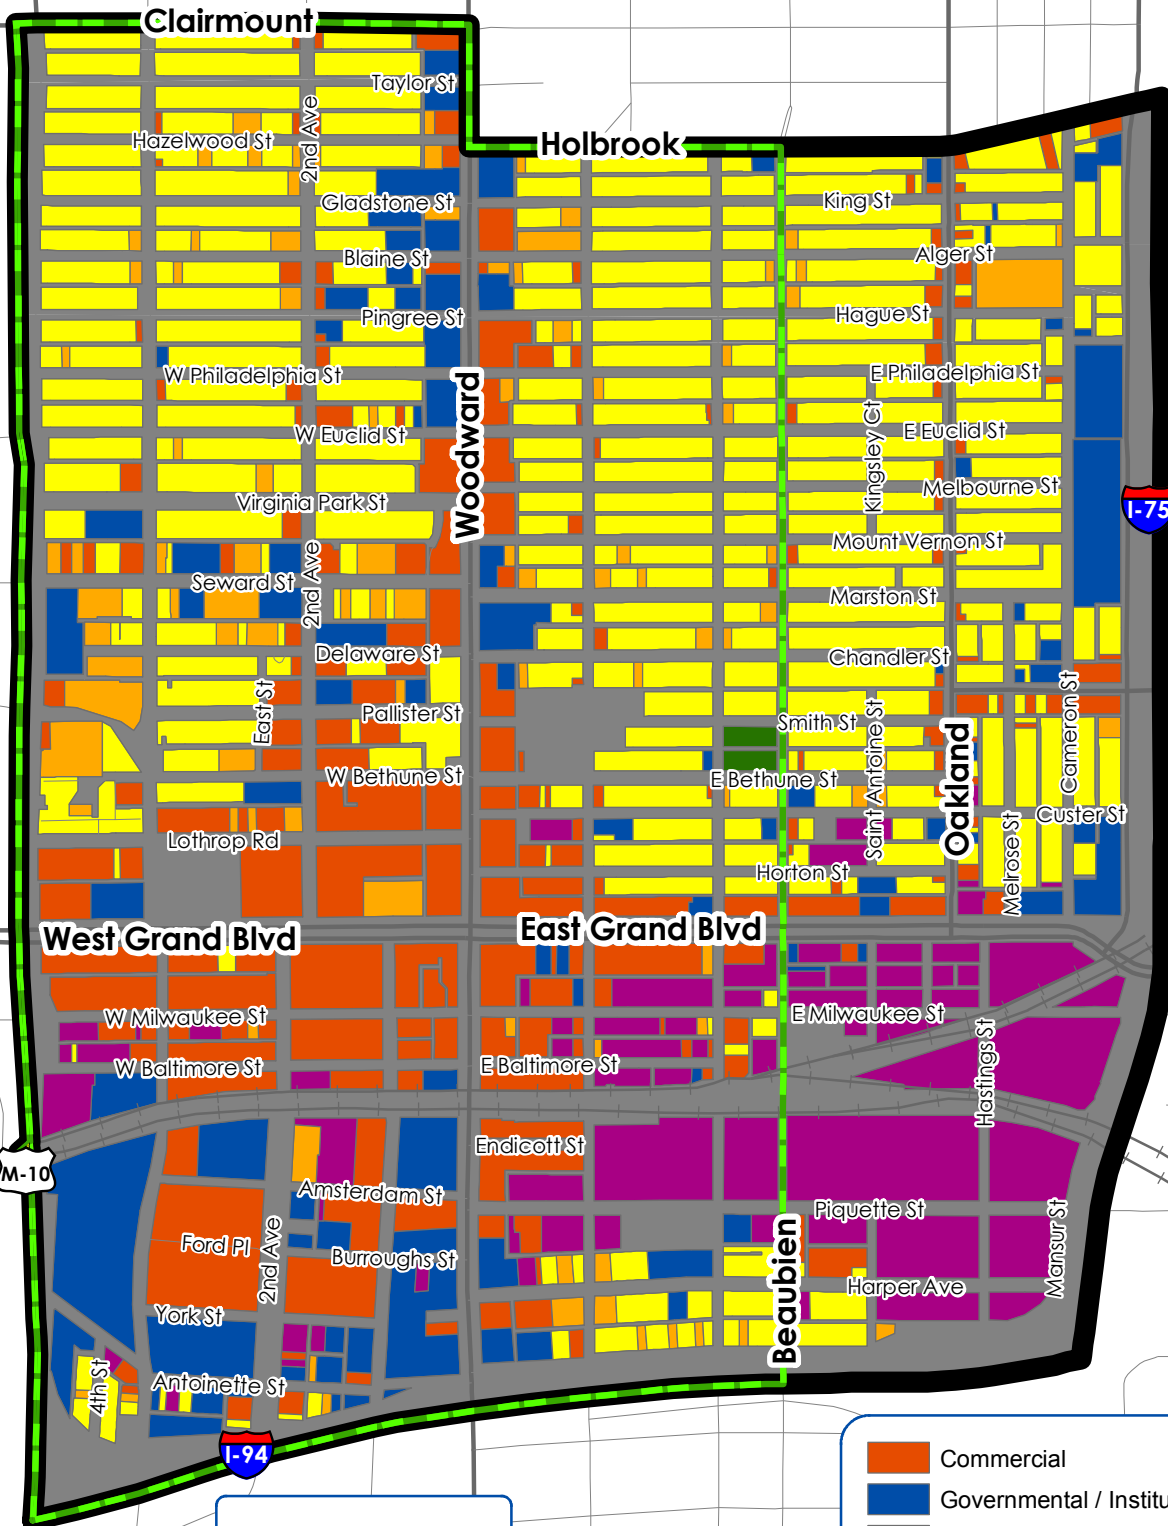 Clairmount
Taylor St
2nd Ave
Hazelwood St
Holbrook
Gladstone St
King St
Blaine St
Alger St
Pingree St
Hague St
W Philadelphia St
E Philadelphia St
Woodward
Kingsley Ct
W Euclid St
E Euclid St
Virginia Park St
Melbourne St
I-75
Mount Vernon St
2nd Ave
Seward St
Marston St
Delaware St
Chandler St
East St
Pallister St
Smith St
Saint Antoine St
Cameron St
Oakland
W Bethune St
E Bethune St
Custer St
Lothrop Rd
Melrose St
Horton St
West Grand Blvd
East Grand Blvd
W Milwaukee St
E Milwaukee St
Hastings St
W Baltimore St
E Baltimore St
Endicott St
M-10
Amsterdam St
Piquette St
Mansur St
Ford Pl
2nd Ave
Burroughs St
Beaubien
Harper Ave
York St
4th St
Antoinette St
I-94
Commercial
Governmental / Institu